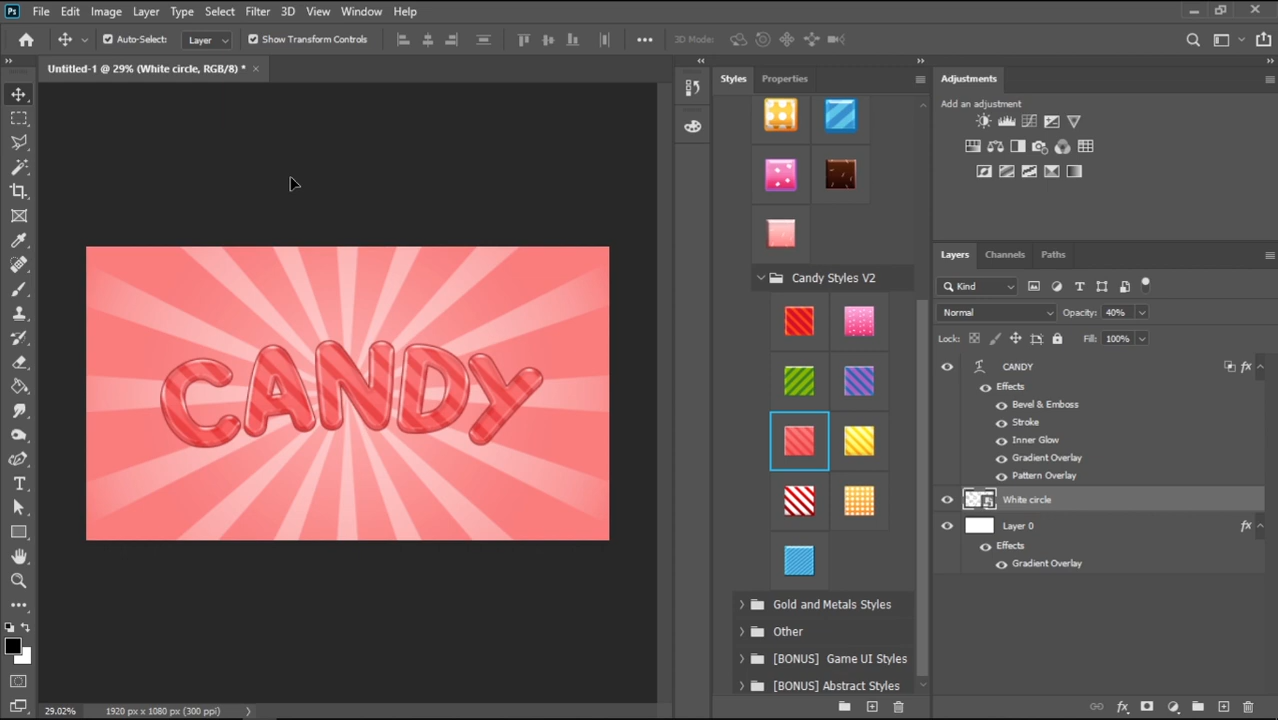 Ps File Edit Image Layer Type Select Filter 3D View Window Help
Auto-Select: Layer Show Transform Controls 3D Mode:
Untitled-1 @ 29% (White circle, RGB/8) * ×
Styles Properties
Adjustments
Add an adjustment
Candy Styles V2
Gold and Metals Styles
Other
[BONUS] Game UI Styles
[BONUS] Abstract Styles
Layers Channels Paths
Kind
Normal Opacity: 40%
Lock: Fill: 100%
CANDY fx
Effects
Bevel & Emboss
Stroke
Inner Glow
Gradient Overlay
Pattern Overlay
White circle
Layer 0 fx
Effects
Gradient Overlay
CANDY
29.02% 1920 px x 1080 px (300 ppi)
fx